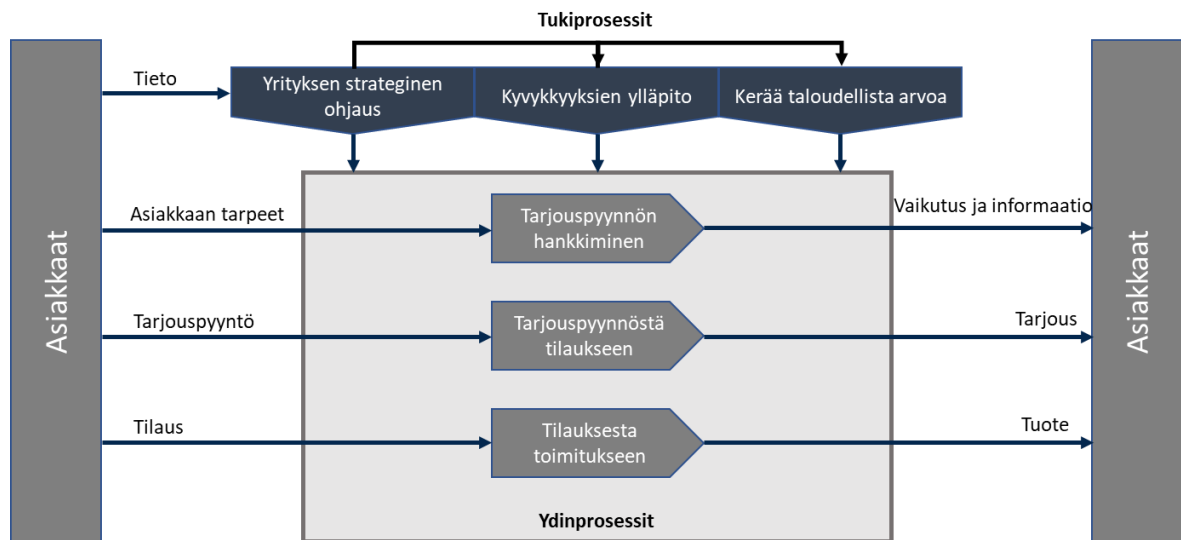 Tukiprosessit
Tieto
Yrityksen strateginen
ohjaus
Kyvykkyyksien ylläpito
Kerää taloudellista arvoa
Asiakkaat
Asiakkaan tarpeet
Tarjouspyynnön
hankkiminen
Vaikutus ja informaatio
Tarjouspyyntö
Tarjouspyynnöstä
tilaukseen
Tarjous
Tilaus
Tilauksesta
toimitukseen
Tuote
Asiakkaat
Ydinprosessit